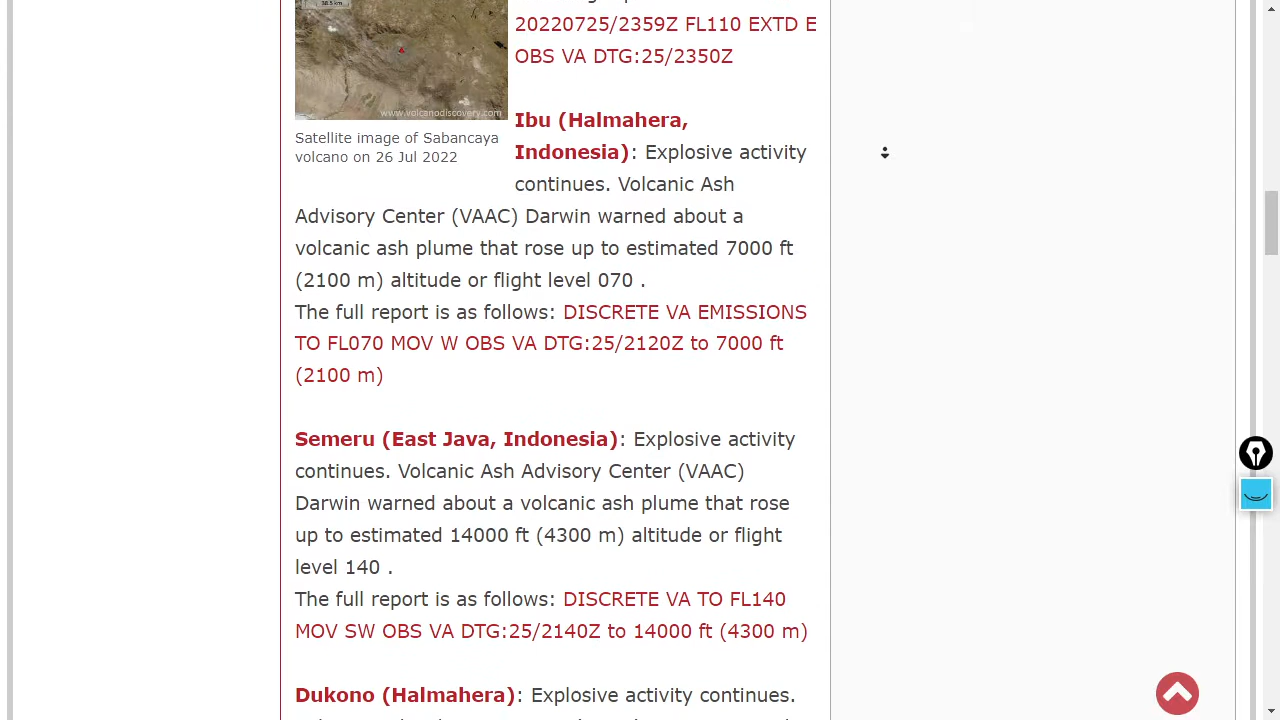 38.5 km
20220725/2359Z FL110 EXTD E
OBS VA DTG:25/2350Z
www.volcanodiscovery.com
Satellite image of Sabancaya
volcano on 26 Jul 2022
Ibu (Halmahera,
Indonesia): Explosive activity
continues. Volcanic Ash
Advisory Center (VAAC) Darwin warned about a
volcanic ash plume that rose up to estimated 7000 ft
(2100 m) altitude or flight level 070 .
The full report is as follows: DISCRETE VA EMISSIONS
TO FL070 MOV W OBS VA DTG:25/2120Z to 7000 ft
(2100 m)
Semeru (East Java, Indonesia): Explosive activity
continues. Volcanic Ash Advisory Center (VAAC)
Darwin warned about a volcanic ash plume that rose
up to estimated 14000 ft (4300 m) altitude or flight
level 140 .
The full report is as follows: DISCRETE VA TO FL140
MOV SW OBS VA DTG:25/2140Z to 14000 ft (4300 m)
Dukono (Halmahera): Explosive activity continues.